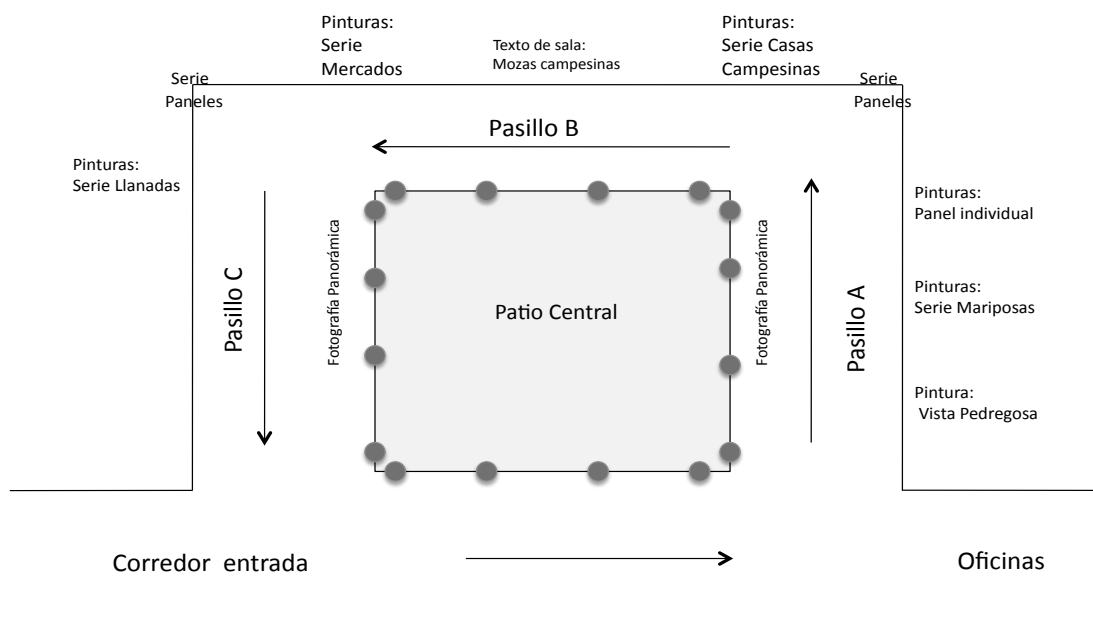 Pinturas:
Serie
Mercados
Texto de sala:
Mozas campesinas
Pinturas:
Serie Casas
Campesinas
Serie
Paneles
Serie
Paneles
Pasillo B
Pinturas:
Serie Llanadas
Pasillo C
Fotografía Panorámica
Patio Central
Fotografía Panorámica
Pasillo A
Pinturas:
Panel individual
Pinturas:
Serie Mariposas
Pintura:
Vista Pedregosa
Corredor entrada
Oficinas